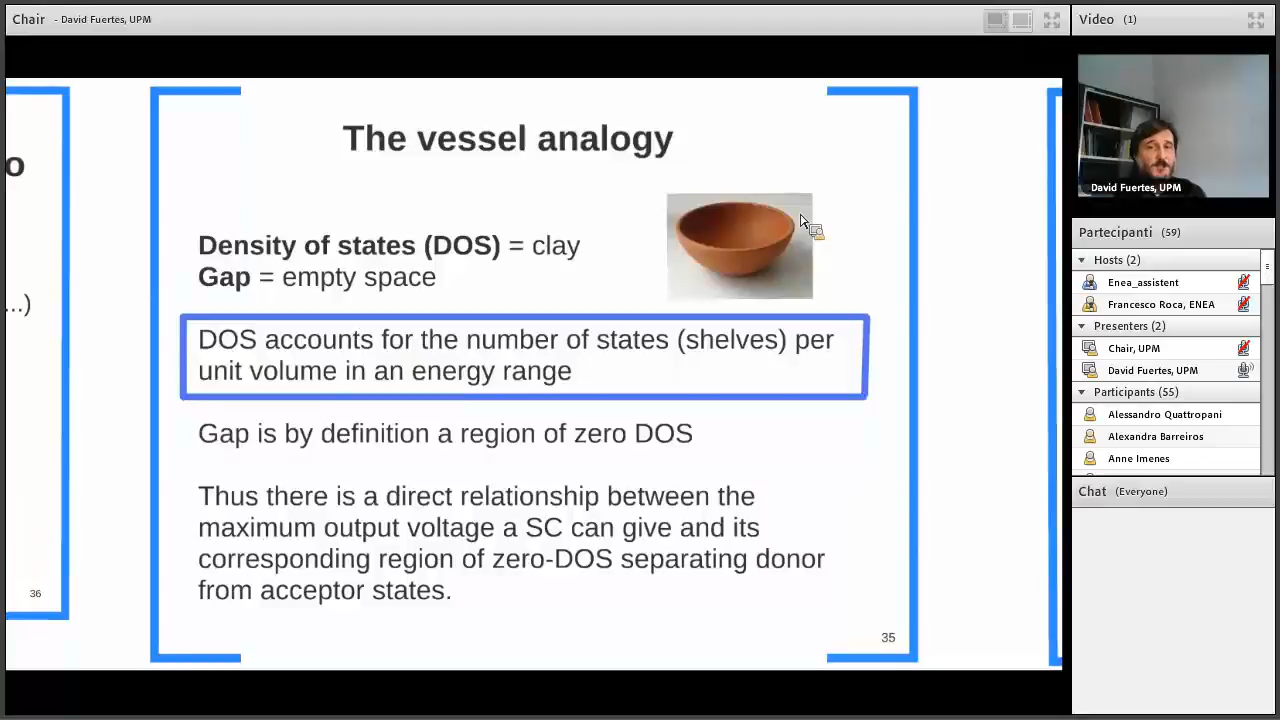 Chair - David Fuertes, UPM
o
...)
36
The vessel analogy
Density of states (DOS) = clay
Gap = empty space
DOS accounts for the number of states (shelves) per
unit volume in an energy range
Gap is by definition a region of zero DOS
Thus there is a direct relationship between the
maximum output voltage a SC can give and its
corresponding region of zero-DOS separating donor
from acceptor states.
35
Video (1)
David Fuertes, UPM
Partecipanti (59)
Hosts (2)
Enea_assistent
Francesco Roca, ENEA
Presenters (2)
Chair, UPM
David Fuertes, UPM
Participants (55)
Alessandro Quattropani
Alexandra Barreiros
Anne Imenes
Chat (Everyone)